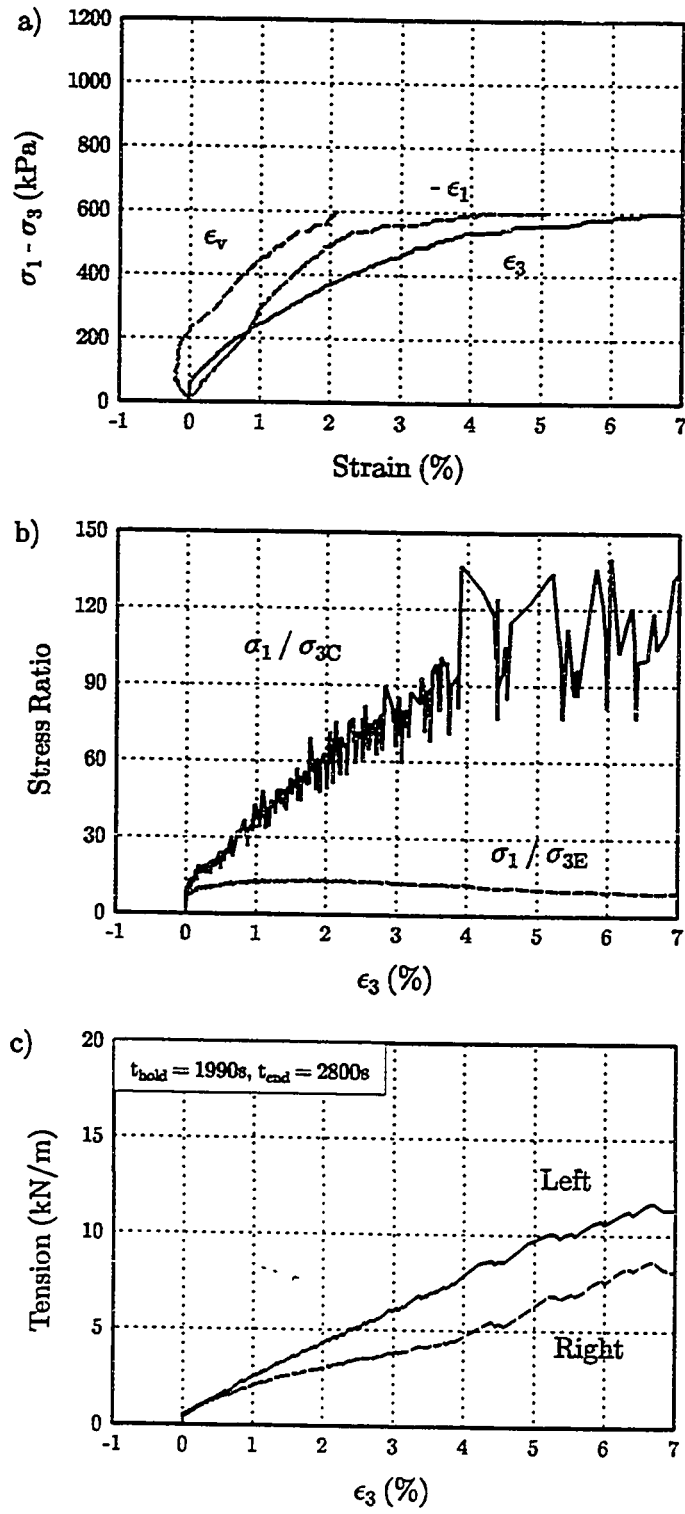 a)
1200
1000
800
600
400
200
0
σ₁ - σ₃ (kPa)
ϵᵥ
- ϵ₁
ϵ₃
-1 0 1 2 3 4 5 6 7
Strain (%)
b)
150
120
90
60
30
0
Stress Ratio
σ₁ / σ₃C
σ₁ / σ₃E
-1 0 1 2 3 4 5 6 7
ϵ₃ (%)
c)
20
15
10
5
0
Tension (kN/m)
t_hold = 1990s, t_end = 2800s
Left
Right
-1 0 1 2 3 4 5 6 7
ϵ₃ (%)